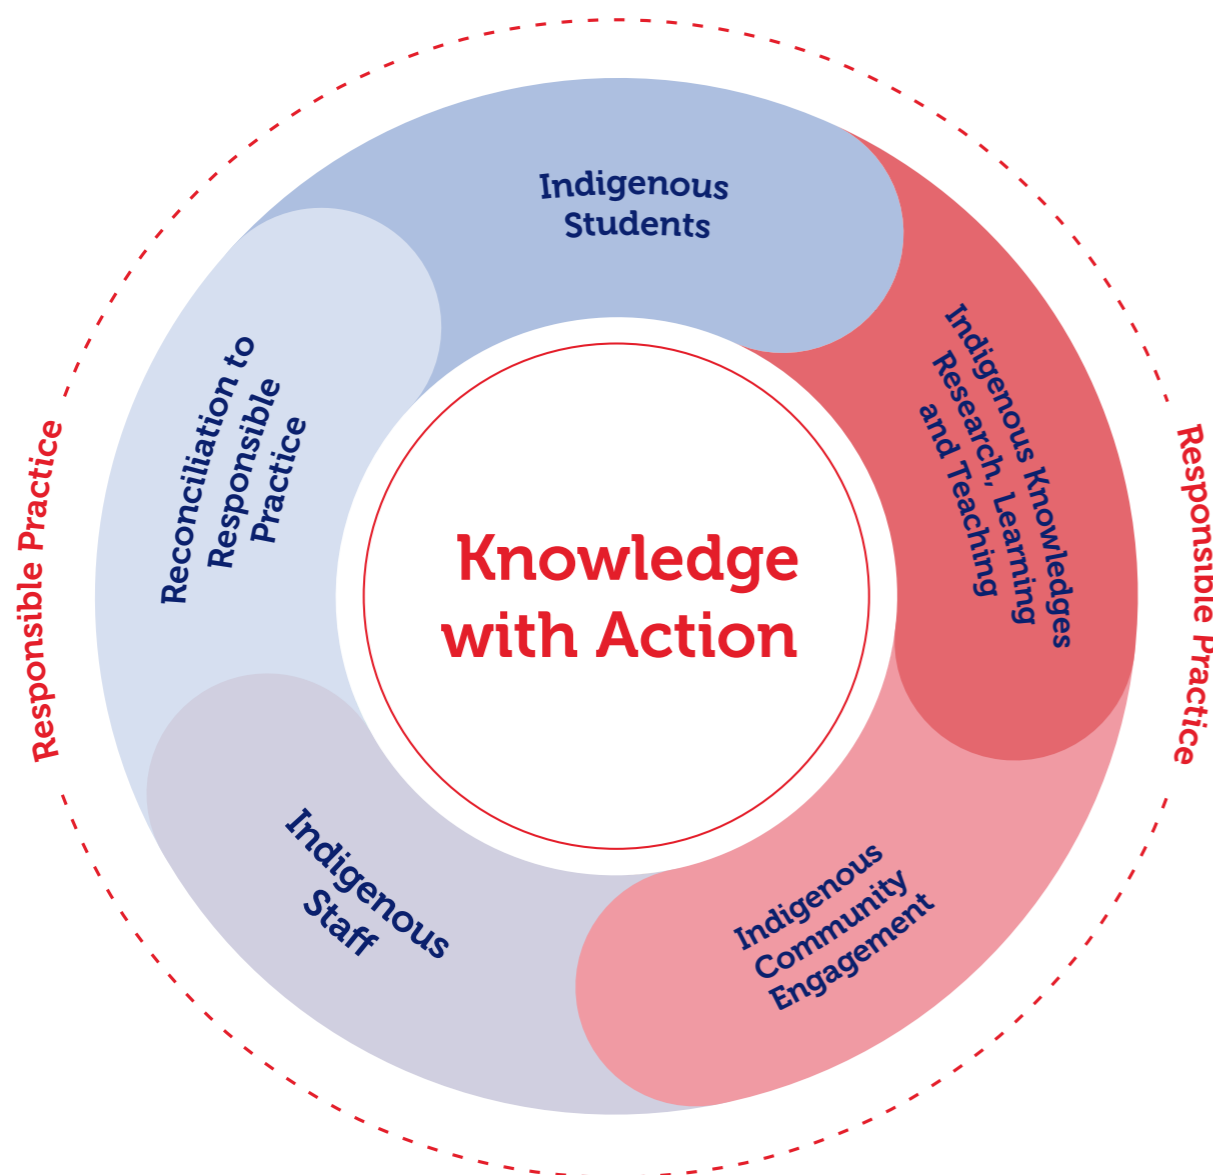 Indigenous
Students
Indigenous Knowledges
Research, Learning
and Teaching
Indigenous
Community
Engagement
Indigenous
Staff
Reconciliation to
Responsible
Practice
Knowledge
with Action
Responsible Practice
Responsible Practice